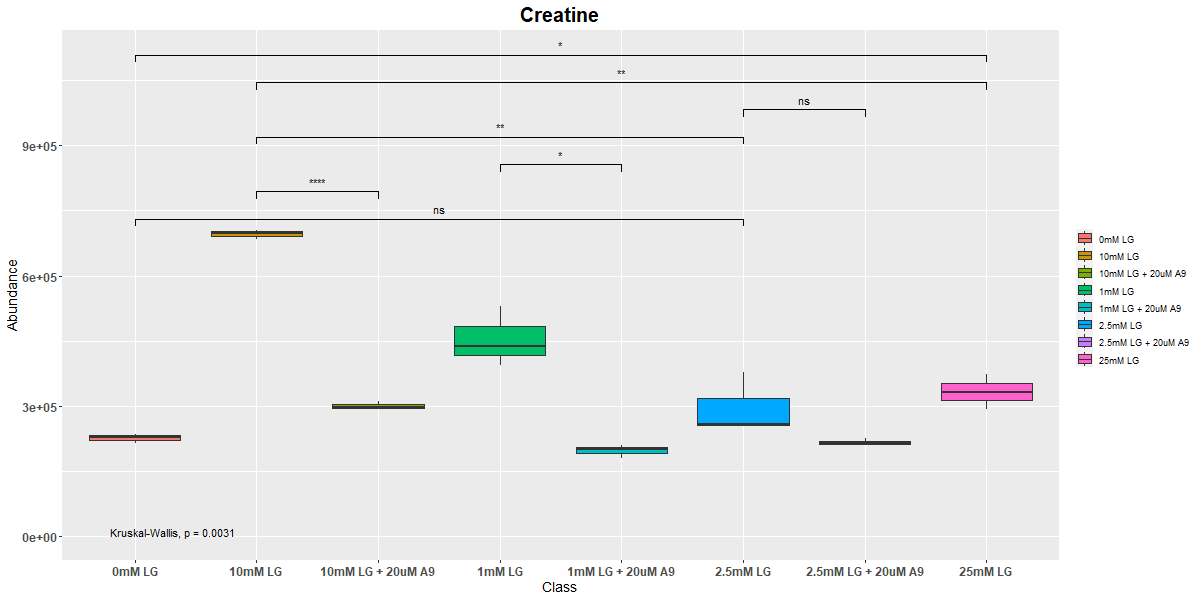 Creatine
*
**
ns
**
*
****
ns
Abundance
9e+05
6e+05
3e+05
0e+00
Kruskal-Wallis, p = 0.0031
0mM LG
10mM LG
10mM LG + 20uM A9
1mM LG
1mM LG + 20uM A9
2.5mM LG
2.5mM LG + 20uM A9
25mM LG
Class
0mM LG
10mM LG
10mM LG + 20uM A9
1mM LG
1mM LG + 20uM A9
2.5mM LG
2.5mM LG + 20uM A9
25mM LG